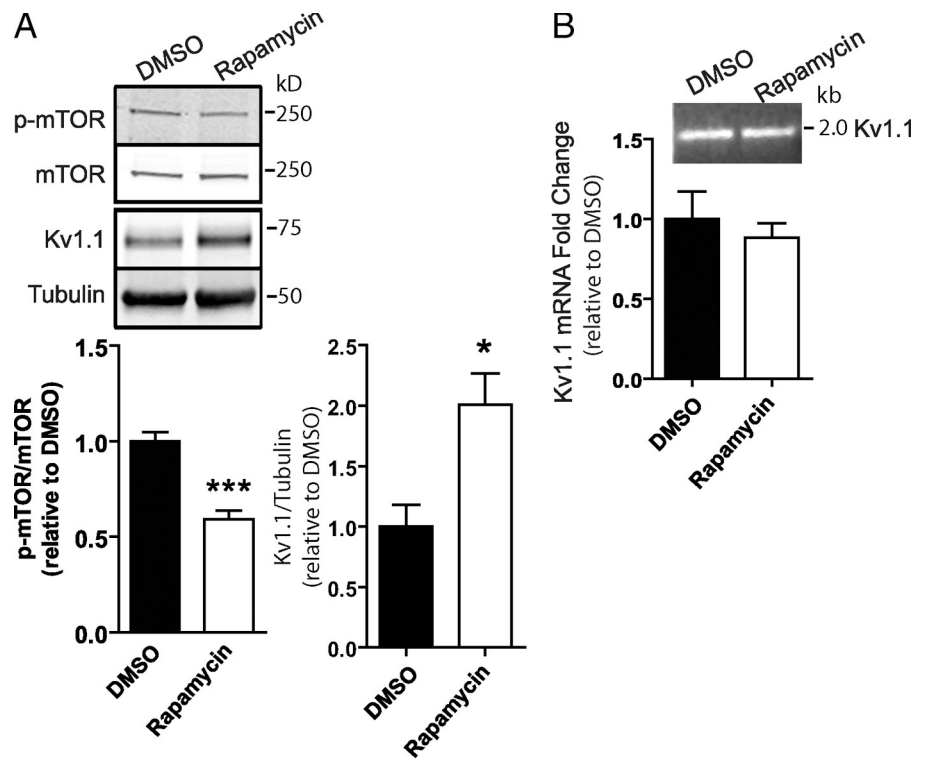 A
DMSO
Rapamycin
kD
p-mTOR
-250
mTOR
-250
Kv1.1
-75
Tubulin
-50
p-mTOR/mTOR
(relative to DMSO)
1.5
1.0
0.5
0.0
***
DMSO
Rapamycin
Kv1.1/Tubulin
(relative to DMSO)
2.5
2.0
1.5
1.0
0.5
0.0
*
DMSO
Rapamycin
B
DMSO
Rapamycin
kb
-2.0 Kv1.1
Kv1.1 mRNA Fold Change
(relative to DMSO)
1.5
1.0
0.5
0.0
DMSO
Rapamycin